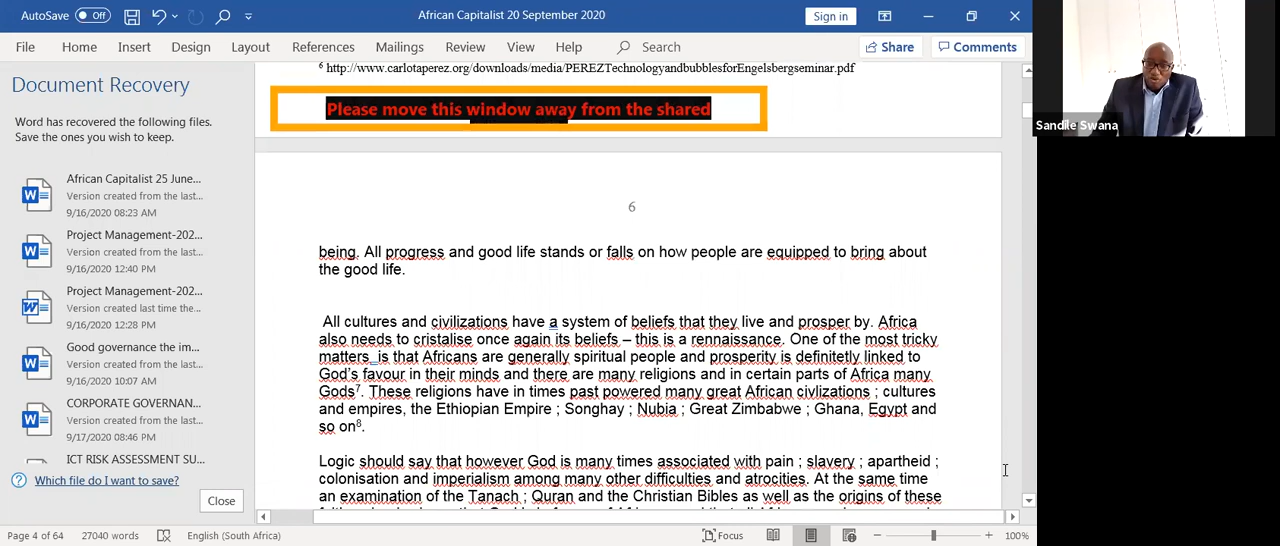 AutoSave Off African Capitalist 20 September 2020 Sign in
File Home Insert Design Layout References Mailings Review View Help Search Share Comments
Document Recovery
Word has recovered the following files.
Save the ones you wish to keep.
African Capitalist 25 June...
Version created from the last...
9/16/2020 08:23 AM
Project Management-202...
Version created from the last...
9/16/2020 12:40 PM
Project Management-202...
Version created last time the...
9/16/2020 12:28 PM
Good governance the im...
Version created from the last...
9/16/2020 10:07 AM
CORPORATE GOVERNAN...
Version created from the last...
9/17/2020 08:46 PM
ICT RISK ASSESSMENT SU...
Which file do I want to save?
Close
6 http://www.carlotaperez.org/downloads/media/PEREZTechnologyandbubblesforEngelsbergseminar.pdf
Please move this window away from the shared
6
being. All progress and good life stands or falls on how people are equipped to bring about
the good life.
All cultures and civilizations have a system of beliefs that they live and prosper by. Africa
also needs to cristalise once again its beliefs – this is a rennaissance. One of the most tricky
matters is that Africans are generally spiritual people and prosperity is definitetly linked to
God's favour in their minds and there are many religions and in certain parts of Africa many
Gods7. These religions have in times past powered many great African civlizations ; cultures
and empires, the Ethiopian Empire ; Songhay ; Nubia ; Great Zimbabwe ; Ghana, Egypt and
so on8.
Logic should say that however God is many times associated with pain ; slavery ; apartheid ;
colonisation and imperialism among many other difficulties and atrocities. At the same time
an examination of the Tanach ; Quran and the Christian Bibles as well as the origins of these
Page 4 of 64 27040 words English (South Africa) Focus 100%
Sandile Swana